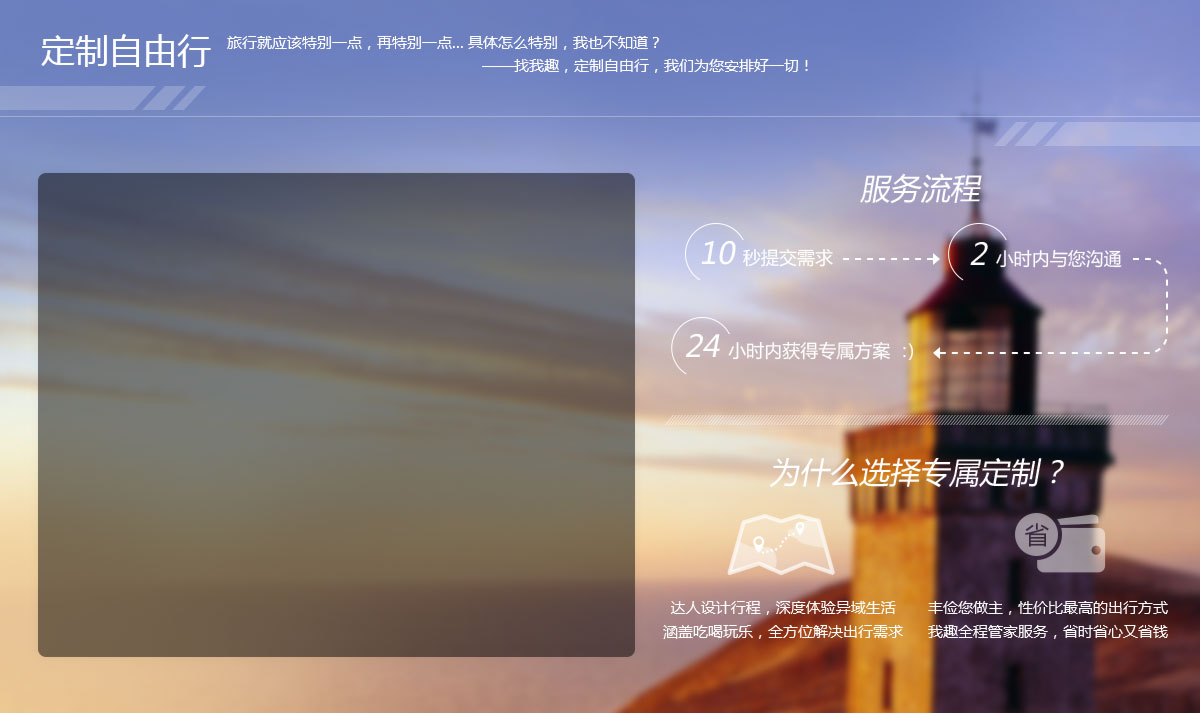 定制自由行
旅行就应该特别一点，再特别一点... 具体怎么特别，我也不知道？
——找我趣，定制自由行，我们为您安排好一切！
服务流程
10 秒提交需求
2 小时内与您沟通
24 小时内获得专属方案 :)
为什么选择专属定制？
省
达人设计行程，深度体验异域生活
涵盖吃喝玩乐，全方位解决出行需求
丰俭您做主，性价比最高的出行方式
我趣全程管家服务，省时省心又省钱